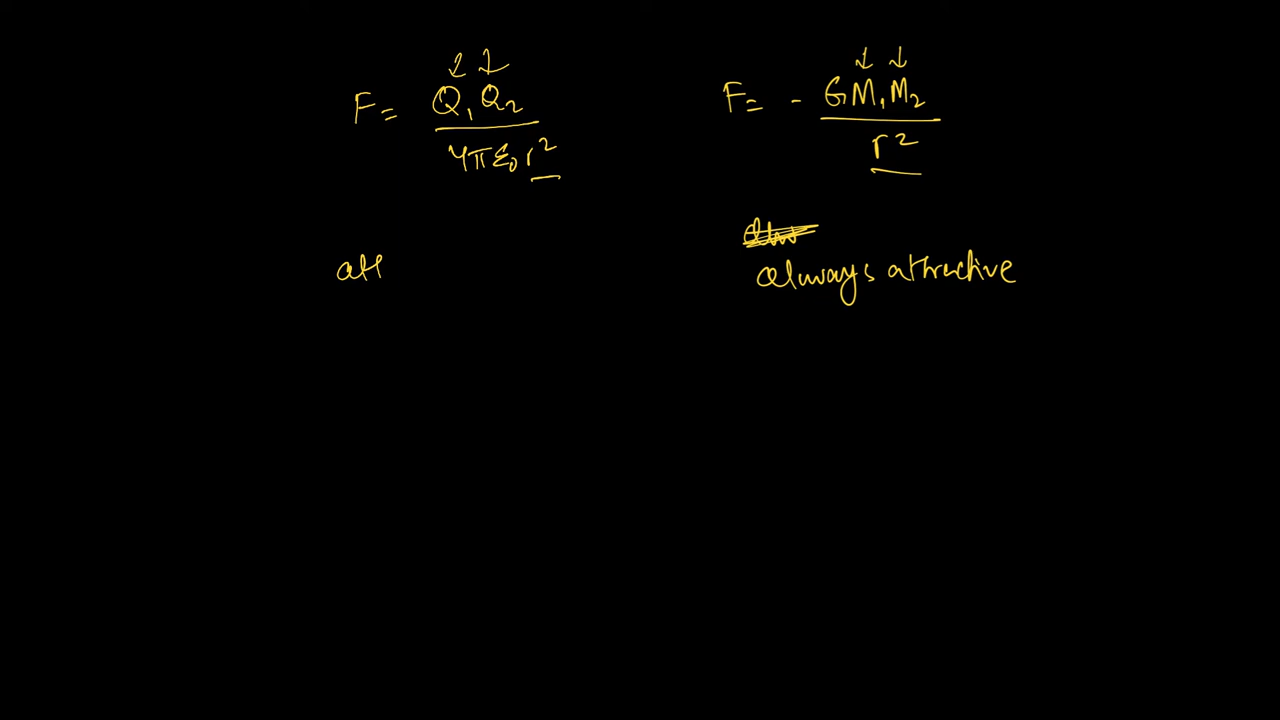 F = Q₁Q₂ / 4πε₀r²
F = - GM₁M₂ / r²
att
always attractive